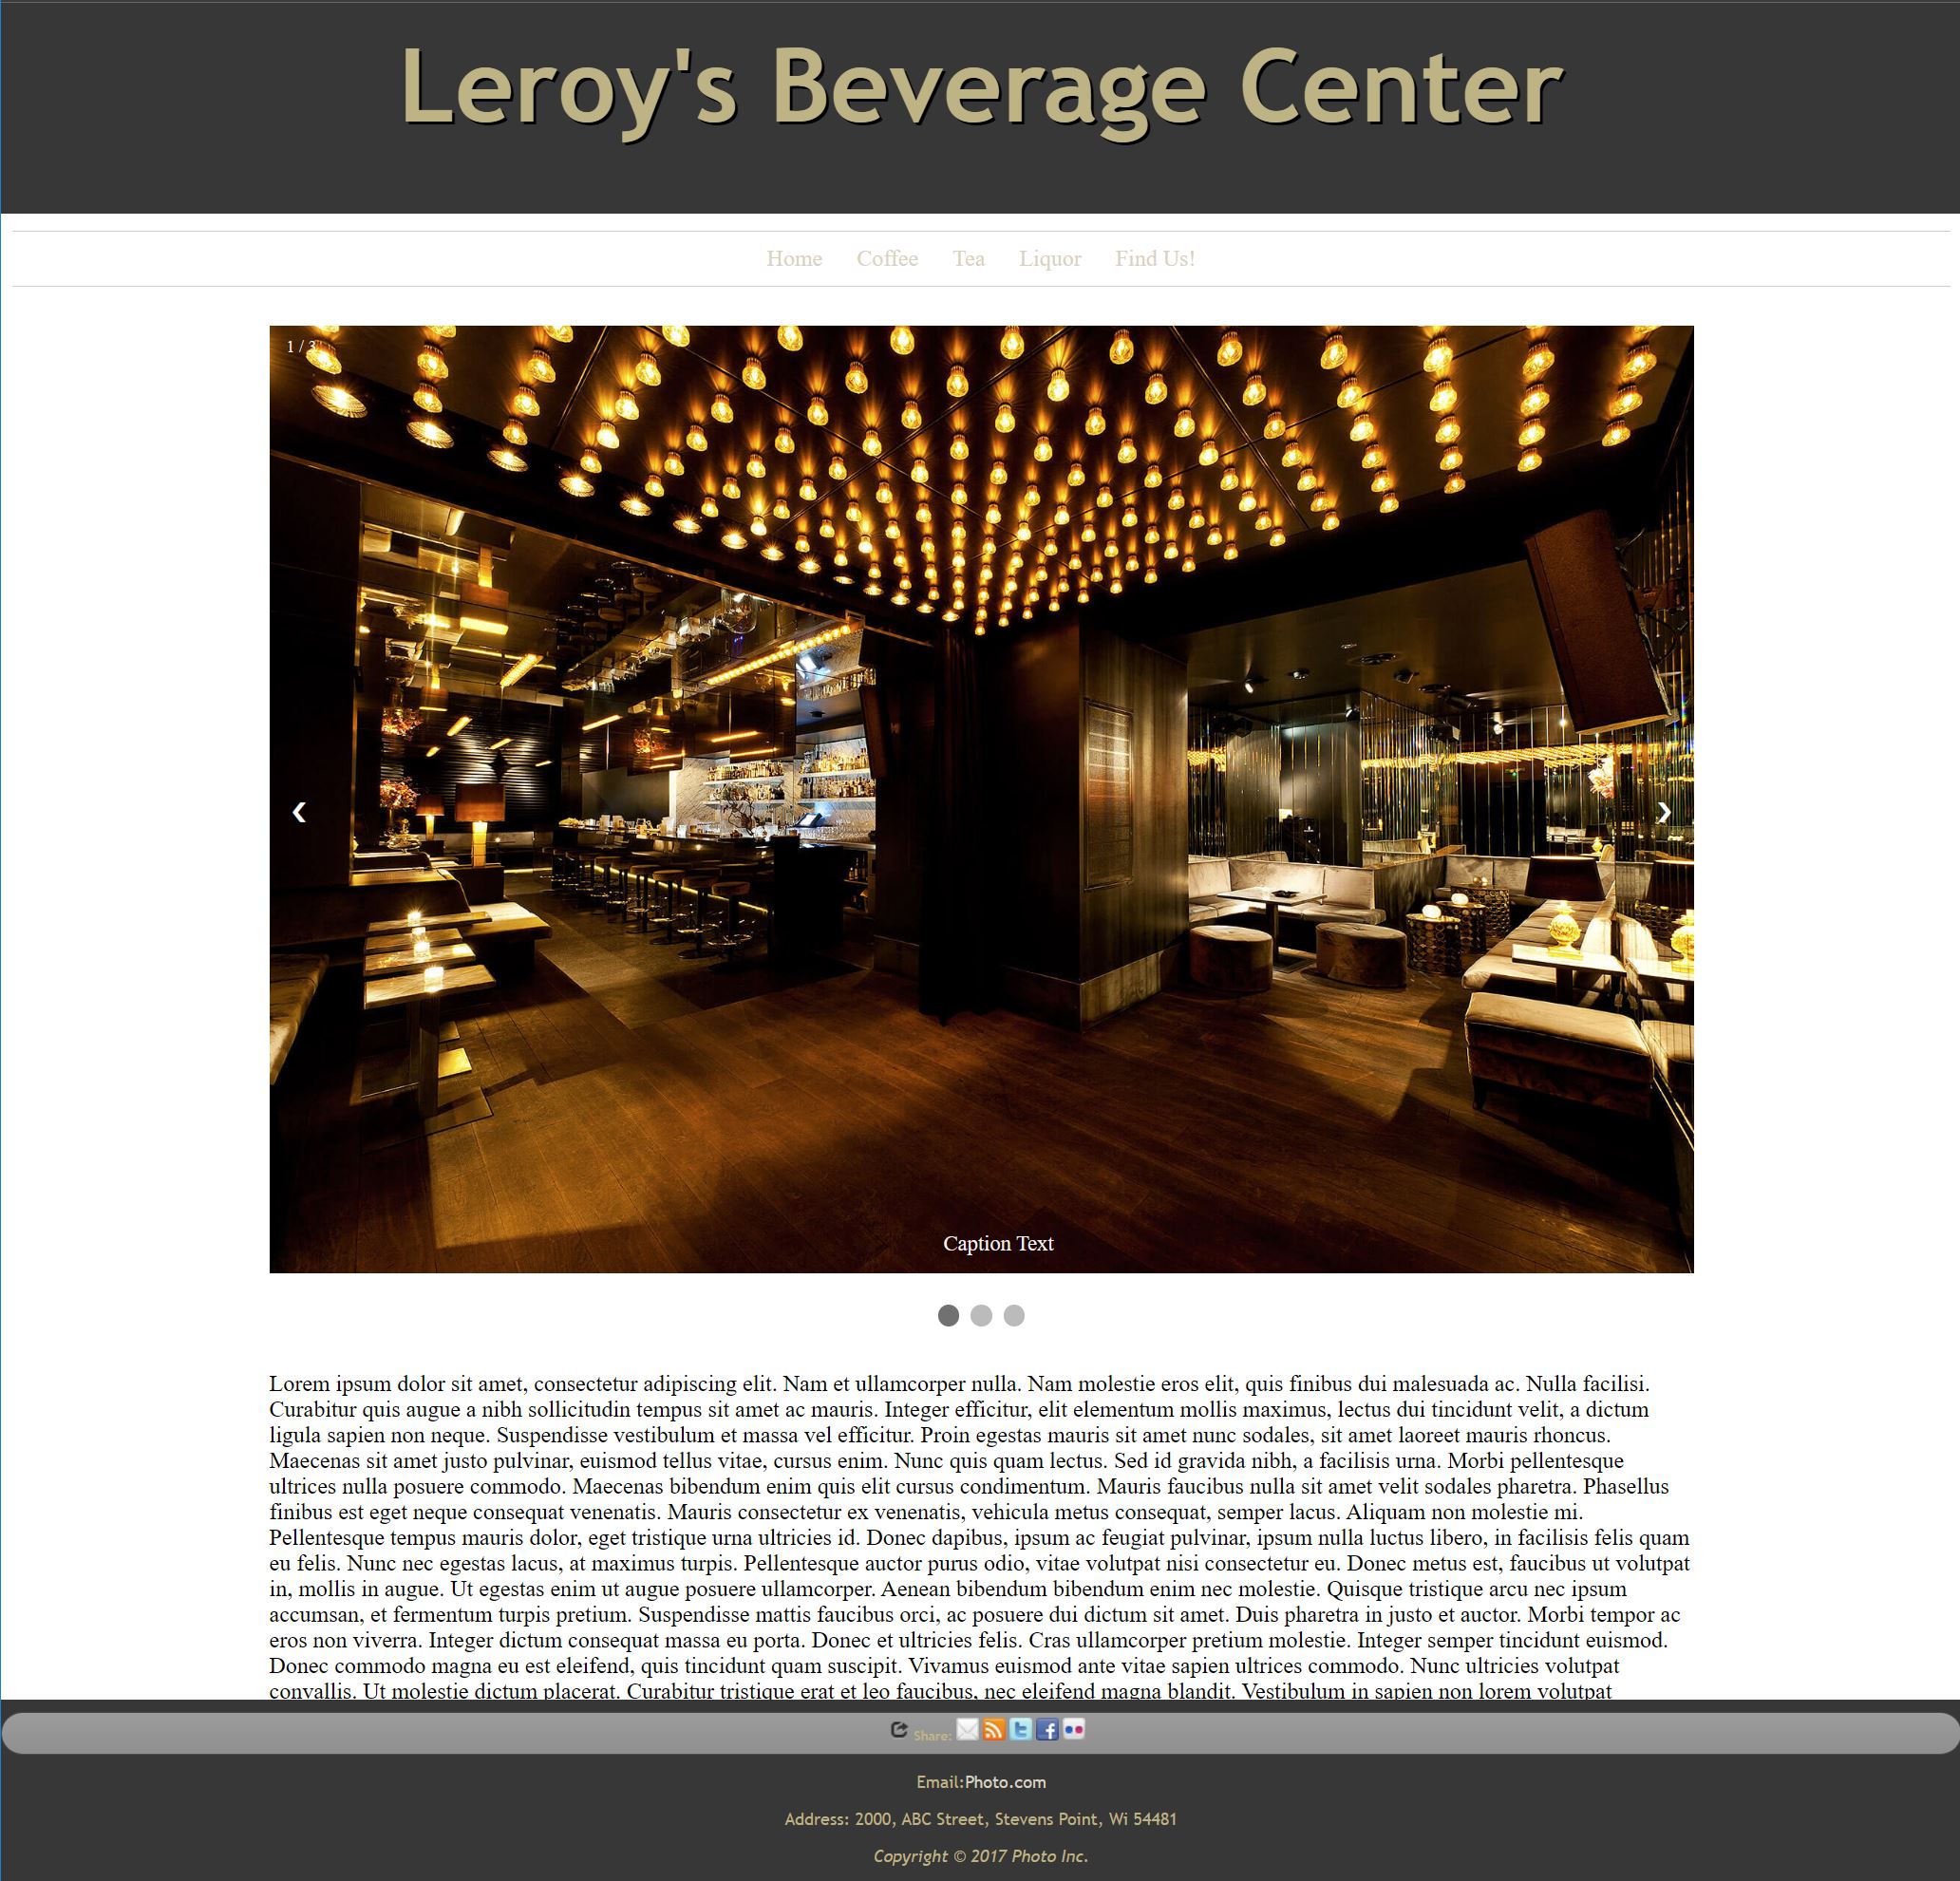 Leroy's Beverage Center
Home Coffee Tea Liquor Find Us!
1 / 3
❮ ❯
Caption Text
Lorem ipsum dolor sit amet, consectetur adipiscing elit. Nam et ullamcorper nulla. Nam molestie eros elit, quis finibus dui malesuada ac. Nulla facilisi.
Curabitur quis augue a nibh sollicitudin tempus sit amet ac mauris. Integer efficitur, elit elementum mollis maximus, lectus dui tincidunt velit, a dictum
ligula sapien non neque. Suspendisse vestibulum et massa vel efficitur. Proin egestas mauris sit amet nunc sodales, sit amet laoreet mauris rhoncus.
Maecenas sit amet justo pulvinar, euismod tellus vitae, cursus enim. Nunc quis quam lectus. Sed id gravida nibh, a facilisis urna. Morbi pellentesque
ultrices nulla posuere commodo. Maecenas bibendum enim quis elit cursus condimentum. Mauris faucibus nulla sit amet velit sodales pharetra. Phasellus
finibus est eget neque consequat venenatis. Mauris consectetur ex venenatis, vehicula metus consequat, semper lacus. Aliquam non molestie mi.
Pellentesque tempus mauris dolor, eget tristique urna ultricies id. Donec dapibus, ipsum ac feugiat pulvinar, ipsum nulla luctus libero, in facilisis felis quam
eu felis. Nunc nec egestas lacus, at maximus turpis. Pellentesque auctor purus odio, vitae volutpat nisi consectetur eu. Donec metus est, faucibus ut volutpat
in, mollis in augue. Ut egestas enim ut augue posuere ullamcorper. Aenean bibendum bibendum enim nec molestie. Quisque tristique arcu nec ipsum
accumsan, et fermentum turpis pretium. Suspendisse mattis faucibus orci, ac posuere dui dictum sit amet. Duis pharetra in justo et auctor. Morbi tempor ac
eros non viverra. Integer dictum consequat massa eu porta. Donec et ultricies felis. Cras ullamcorper pretium molestie. Integer semper tincidunt euismod.
Donec commodo magna eu est eleifend, quis tincidunt quam suscipit. Vivamus euismod ante vitae sapien ultrices commodo. Nunc ultricies volutpat
convallis. Ut molestie dictum placerat. Curabitur tristique erat et leo faucibus, nec eleifend magna blandit. Vestibulum in sapien non lorem volutpat
Share:
Email:Photo.com
Address: 2000, ABC Street, Stevens Point, Wi 54481
Copyright © 2017 Photo Inc.